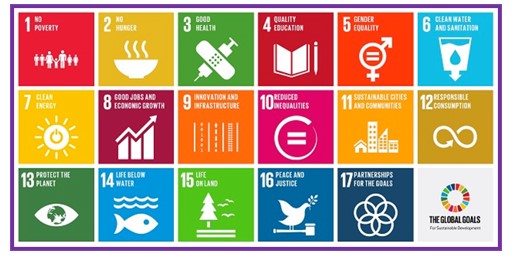 1 NO
POVERTY
2 NO
HUNGER
3 GOOD
HEALTH
4 QUALITY
EDUCATION
5 GENDER
EQUALITY
6 CLEAN WATER
AND SANITATION
7 CLEAN
ENERGY
8 GOOD JOBS AND
ECONOMIC GROWTH
9 INNOVATION AND
INFRASTRUCTURE
10 REDUCED
INEQUALITIES
11 SUSTAINABLE CITIES
AND COMMUNITIES
12 RESPONSIBLE
CONSUMPTION
13 PROTECT THE
PLANET
14 LIFE BELOW
WATER
15 LIFE
ON LAND
16 PEACE AND
JUSTICE
17 PARTNERSHIPS
FOR THE GOALS
THE GLOBAL GOALS
For Sustainable Development